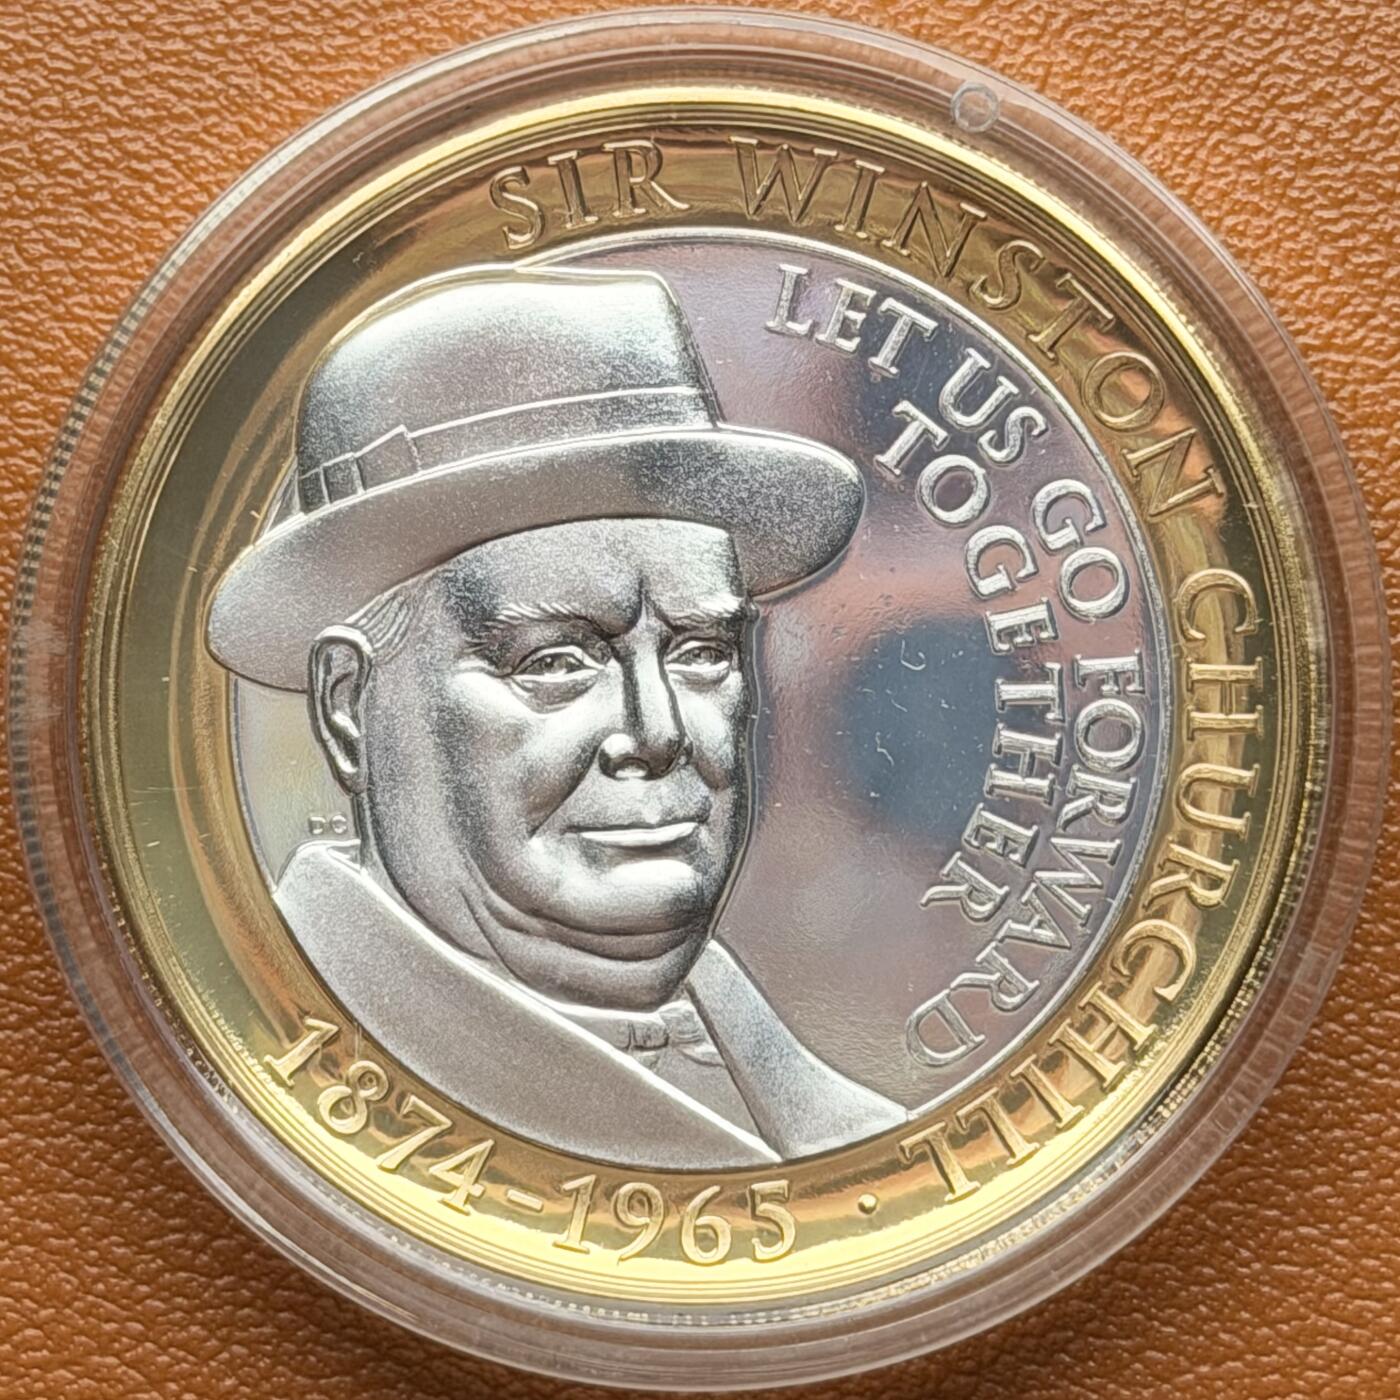 SIR WINSTON CHURCHILL
LET US GO FORWARD
TOGETHER
DC
1874-1965 ·